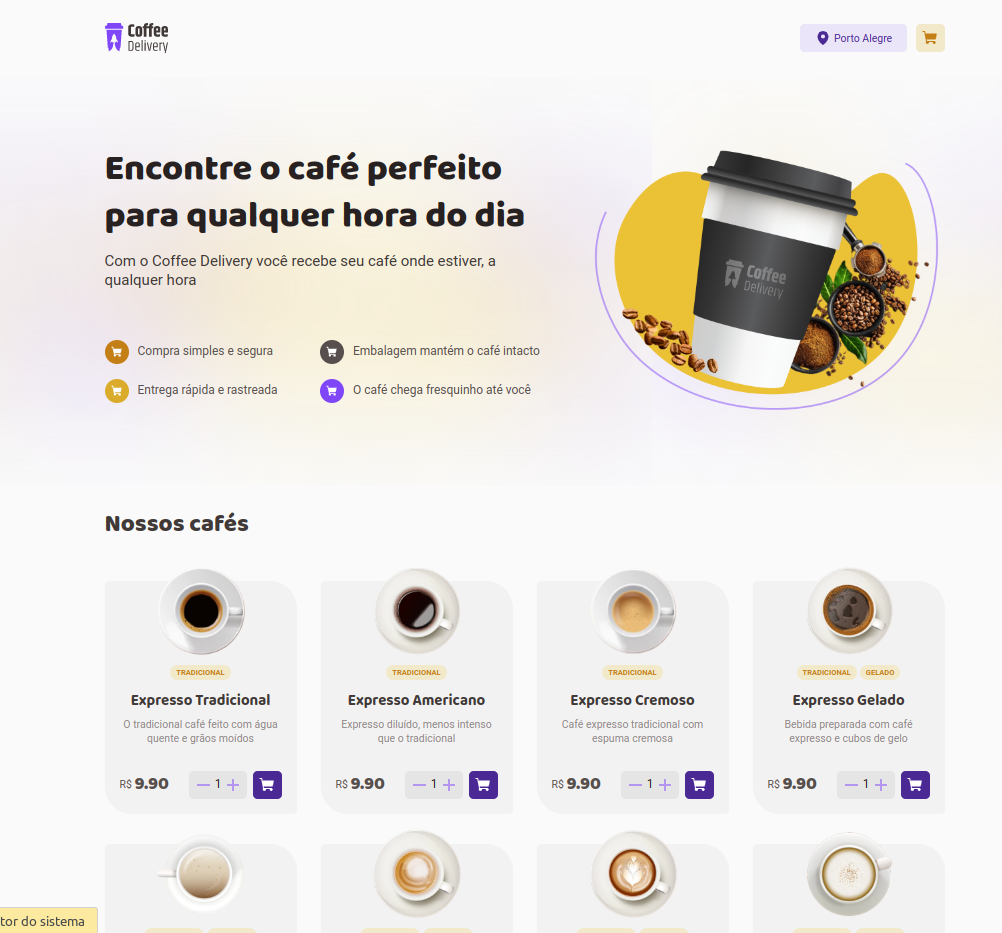 Coffee
Delivery
Porto Alegre
Encontre o café perfeito
para qualquer hora do dia
Com o Coffee Delivery você recebe seu café onde estiver, a
qualquer hora
Coffee
Delivery
Compra simples e segura
Embalagem mantém o café intacto
Entrega rápida e rastreada
O café chega fresquinho até você
Nossos cafés
TRADICIONAL
Expresso Tradicional
O tradicional café feito com água
quente e grãos moídos
R$ 9.90
1
TRADICIONAL
Expresso Americano
Expresso diluído, menos intenso
que o tradicional
R$ 9.90
1
TRADICIONAL
Expresso Cremoso
Café expresso tradicional com
espuma cremosa
R$ 9.90
1
TRADICIONAL GELADO
Expresso Gelado
Bebida preparada com café
expresso e cubos de gelo
R$ 9.90
1
tor do sistema